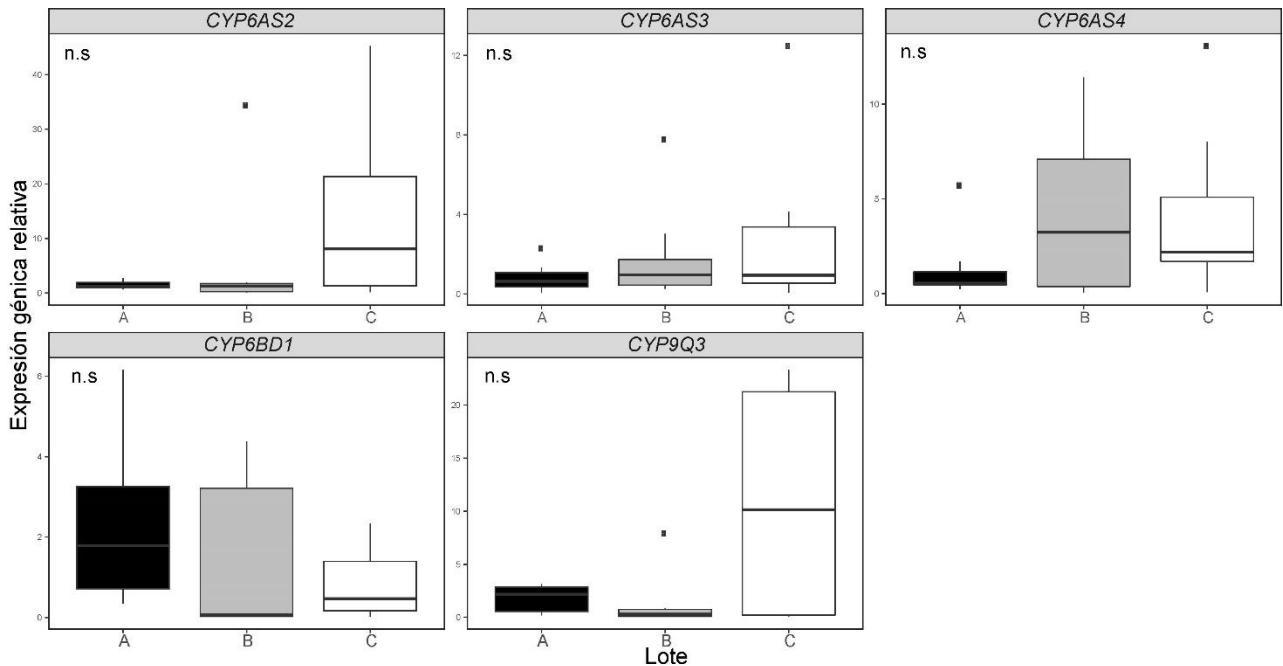 CYP6AS2
CYP6AS3
CYP6AS4
n.s
n.s
n.s
40
30
20
10
0
12
8
4
0
10
5
0
A
B
C
A
B
C
A
B
C
CYP6BD1
CYP9Q3
n.s
n.s
6
4
2
0
20
15
10
5
0
A
B
C
A
B
C
Expresión génica relativa
Lote